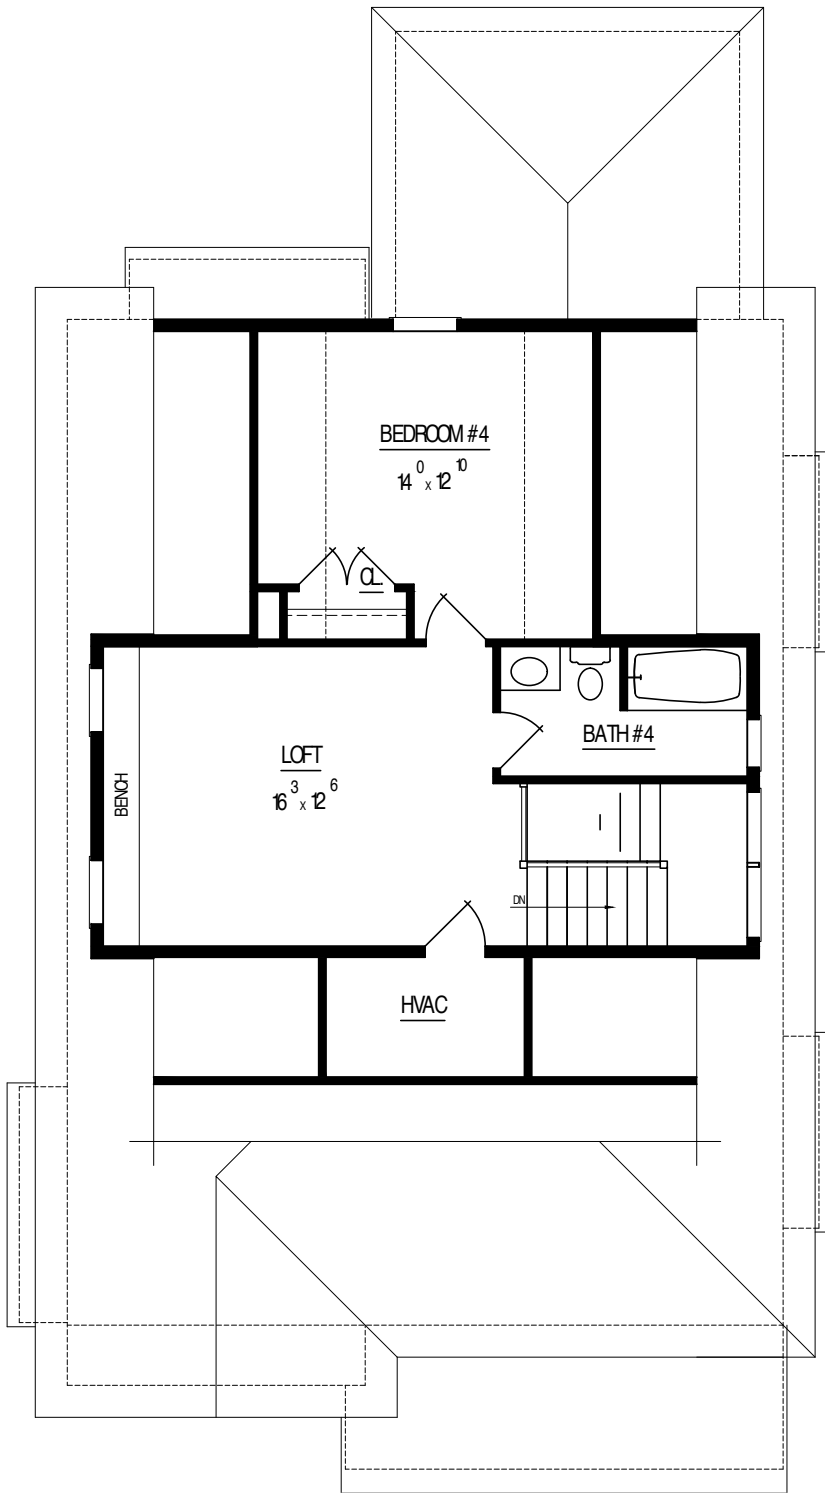 BEDROOM #4
14 0 x 12 10
CL.
LOFT
16 3 x 12 6
BENCH
BATH #4
DN
HVAC